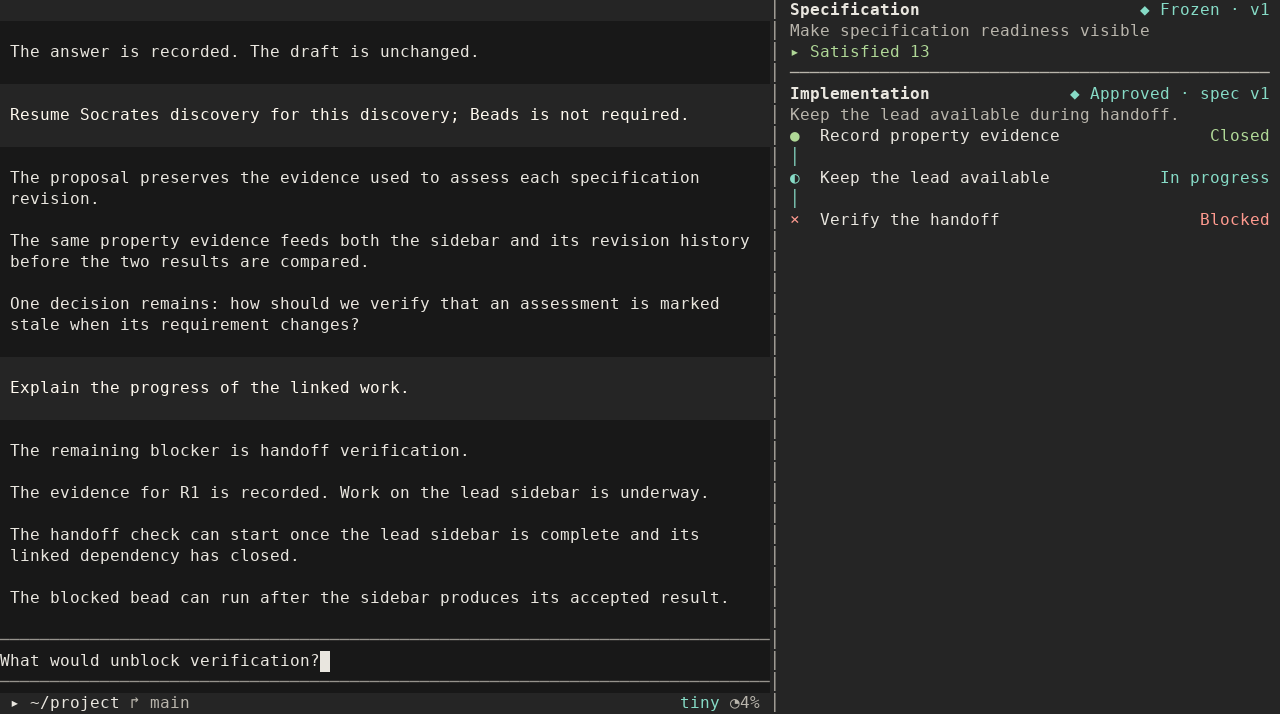 The answer is recorded. The draft is unchanged.
Resume Socrates discovery for this discovery; Beads is not required.
The proposal preserves the evidence used to assess each specification
revision.
The same property evidence feeds both the sidebar and its revision history
before the two results are compared.
One decision remains: how should we verify that an assessment is marked
stale when its requirement changes?
Explain the progress of the linked work.
The remaining blocker is handoff verification.
The evidence for R1 is recorded. Work on the lead sidebar is underway.
The handoff check can start once the lead sidebar is complete and its
linked dependency has closed.
The blocked bead can run after the sidebar produces its accepted result.
What would unblock verification?
▸ ~/project ↱ main tiny ◔4%
Specification ◆ Frozen · v1
Make specification readiness visible
▸ Satisfied 13
Implementation ◆ Approved · spec v1
Keep the lead available during handoff.
● Record property evidence Closed
◐ Keep the lead available In progress
× Verify the handoff Blocked